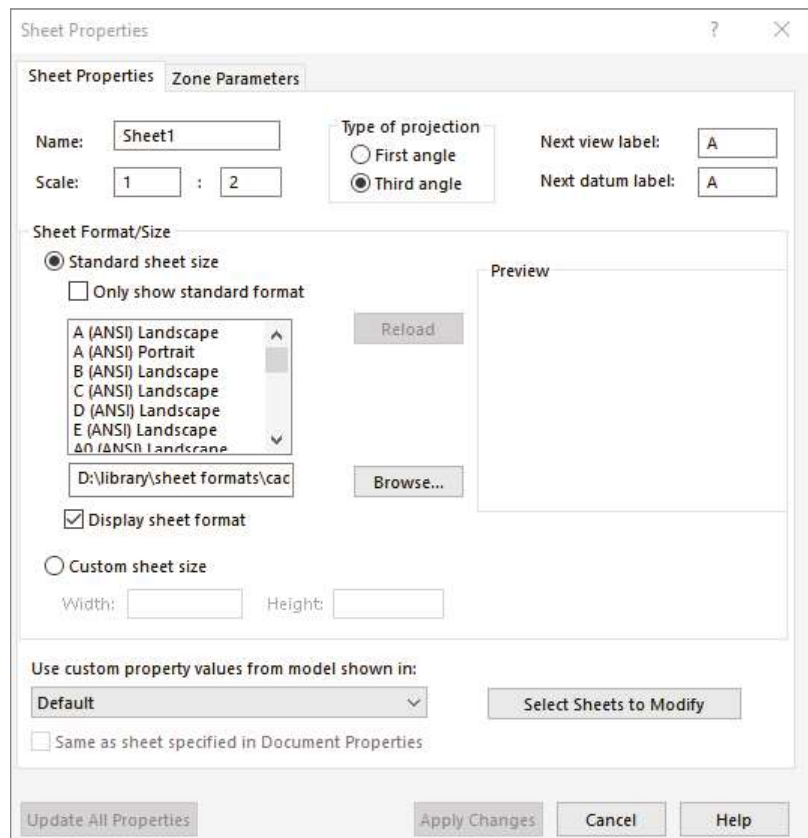 Sheet Properties ? ×
Sheet Properties Zone Parameters
Name: Sheet1
Scale: 1 : 2
Type of projection
First angle
Third angle
Next view label: A
Next datum label: A
Sheet Format/Size
Standard sheet size
Only show standard format
A (ANSI) Landscape
A (ANSI) Portrait
B (ANSI) Landscape
C (ANSI) Landscape
D (ANSI) Landscape
E (ANSI) Landscape
A0 (ANSI) Landscape
Reload
Preview
D:\library\sheet formats\cac
Browse...
Display sheet format
Custom sheet size
Width: Height:
Use custom property values from model shown in:
Default
Select Sheets to Modify
Same as sheet specified in Document Properties
Update All Properties Apply Changes Cancel Help